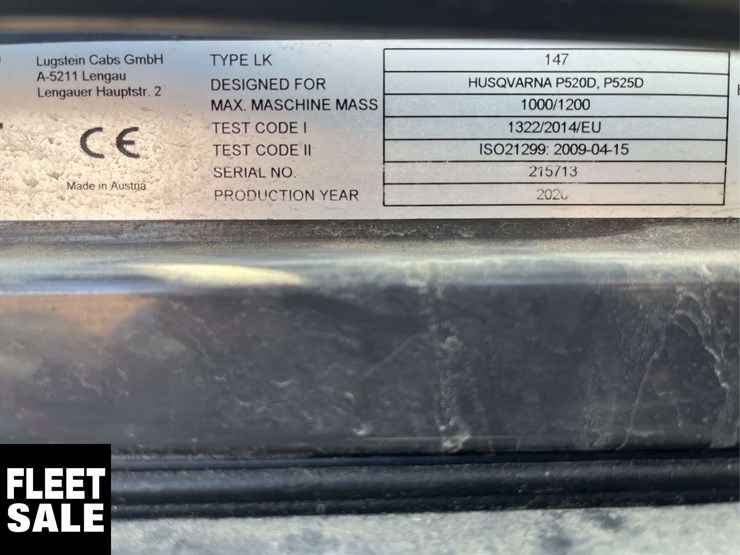 Lugstein Cabs GmbH
A-5211 Lengau
Lengauer Hauptstr. 2
CE
Made in Austria
TYPE LK 147
DESIGNED FOR HUSQVARNA P520D, P525D
MAX. MASCHINE MASS 1000/1200
TEST CODE I 1322/2014/EU
TEST CODE II ISO21299: 2009-04-15
SERIAL NO. 215713
PRODUCTION YEAR
FLEET
SALE